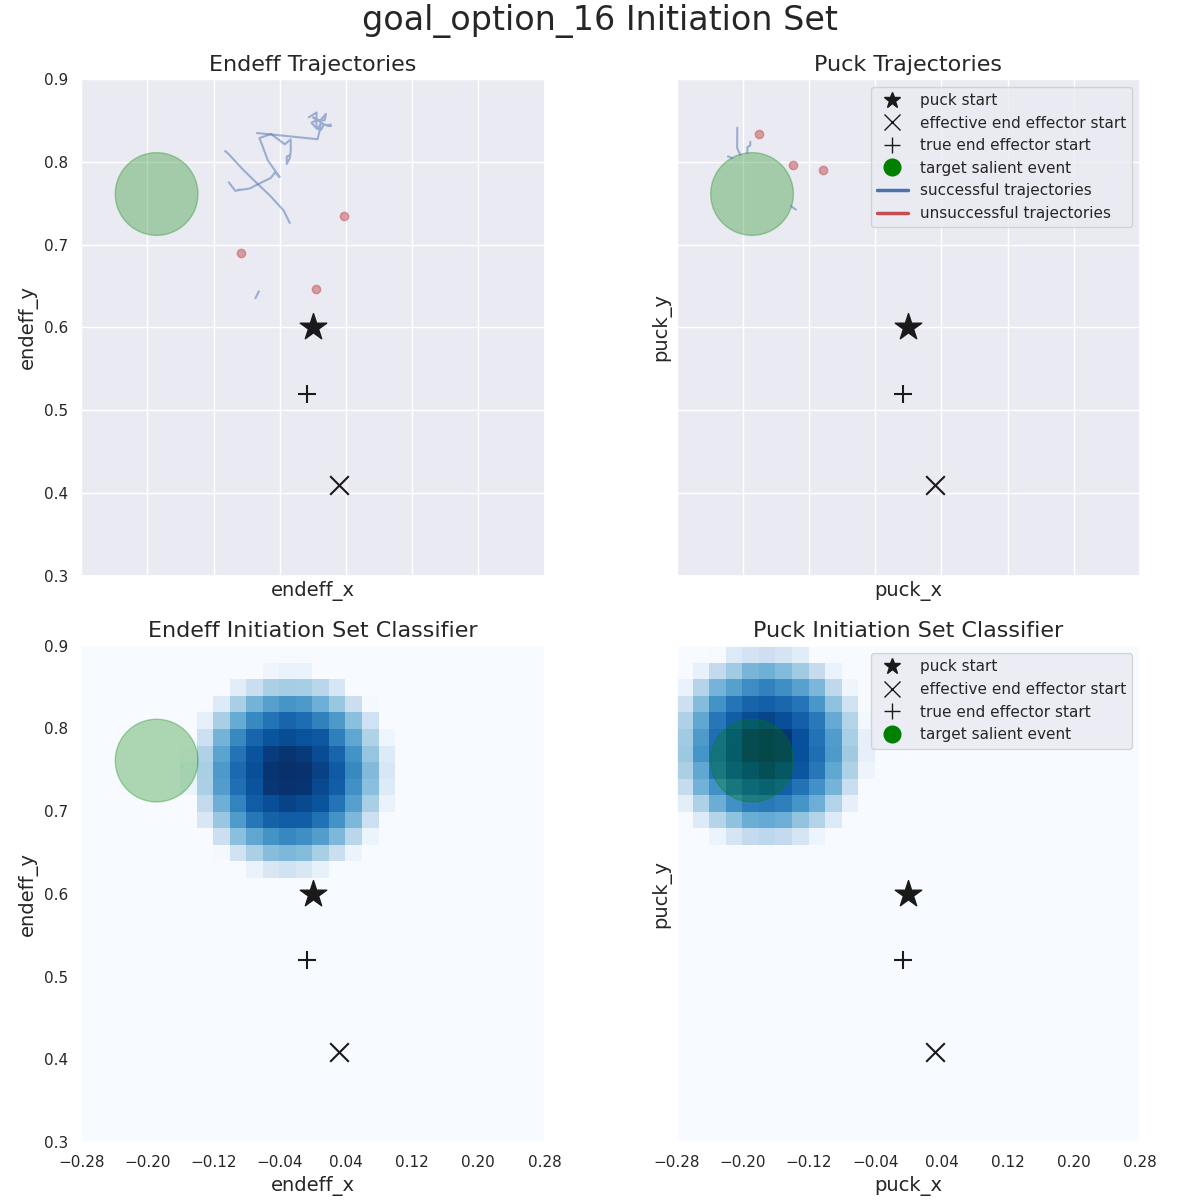 goal_option_16 Initiation Set
Endeff Trajectories
0.9
0.8
0.7
0.6
0.5
0.4
0.3
endeff_y
endeff_x
Puck Trajectories
puck start
effective end effector start
true end effector start
target salient event
successful trajectories
unsuccessful trajectories
puck_y
puck_x
Endeff Initiation Set Classifier
0.9
0.8
0.7
0.6
0.5
0.4
0.3
endeff_y
−0.28 −0.20 −0.12 −0.04 0.04 0.12 0.20 0.28
endeff_x
Puck Initiation Set Classifier
puck start
effective end effector start
true end effector start
target salient event
puck_y
−0.28 −0.20 −0.12 −0.04 0.04 0.12 0.20 0.28
puck_x